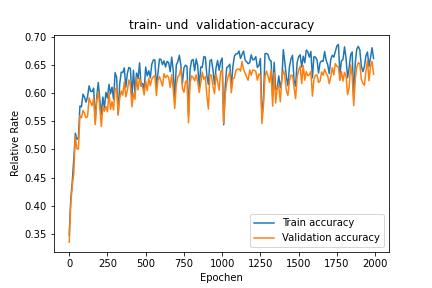 train- und  validation-accuracy
Relative Rate
0.70
0.65
0.60
0.55
0.50
0.45
0.40
0.35
Train accuracy
Validation accuracy
0 250 500 750 1000 1250 1500 1750 2000
Epochen